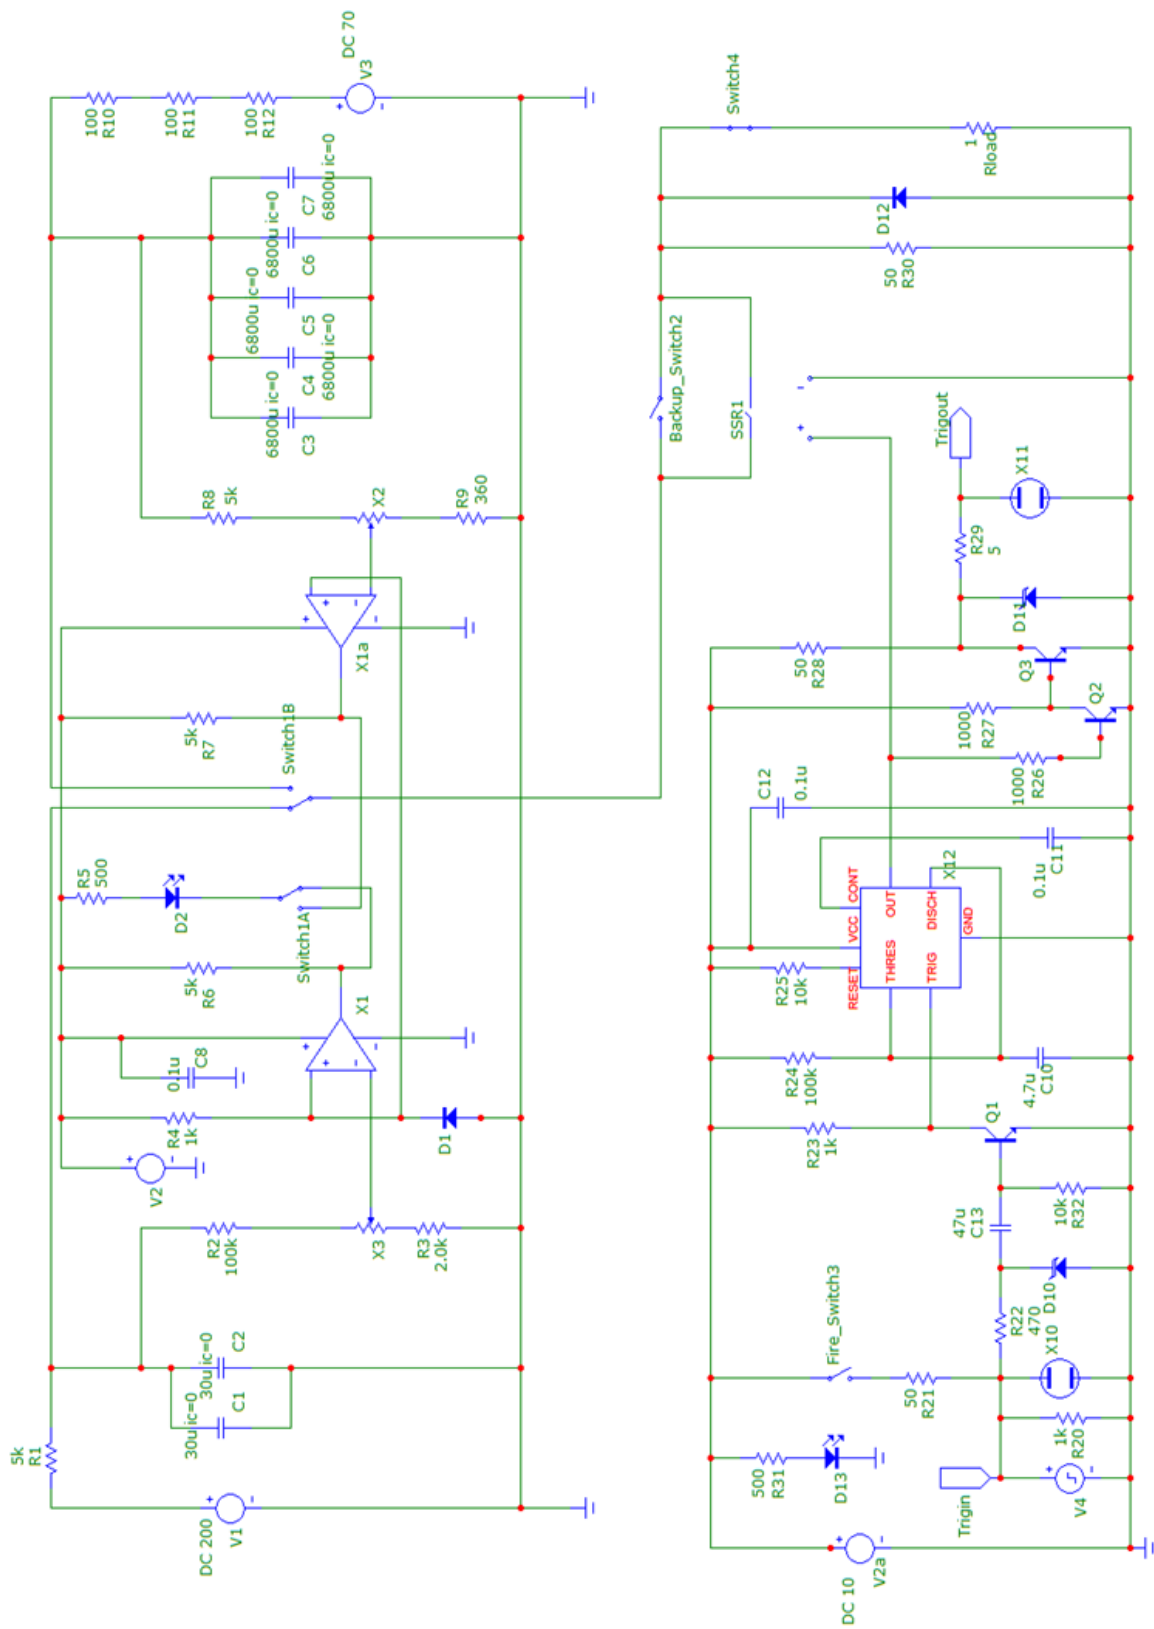 DC 70
V3
100
R10
100
R11
100
R12
6800u ic=0
C7
6800u ic=0
C6
6800u ic=0
C5
6800u ic=0
C4
6800u ic=0
C3
R8
5k
X2
R9
360
+
-
+
-
X1a
5k
R7
Switch1B
R5
500
D2
Switch1A
5k
R6
+
-
+
-
X1
0.1u
C8
R4
1k
D1
+
-
V2
R2
100k
X3
R3
2.0k
30u ic=0
C2
30u ic=0
C1
5k
R1
DC 200
V1
+
-
Switch4
1
Rload
D12
50
R30
Backup_Switch2
SSR1
-
+
Trigout
X11
R29
5
D11
50
R28
Q3
1000
R27
Q2
1000
R26
C12
0.1u
0.1u
C11
X12
CONT
VCC
RESET
OUT
DISCH
THRES
TRIG
GND
R25
10k
R24
100k
4.7u
C10
R23
1k
Q1
47u
C13
10k
R32
D10
R22
470
X10
Fire_Switch3
50
R21
1k
R20
500
R31
D13
Trigin
+
-
V4
DC 10
V2a
+
-